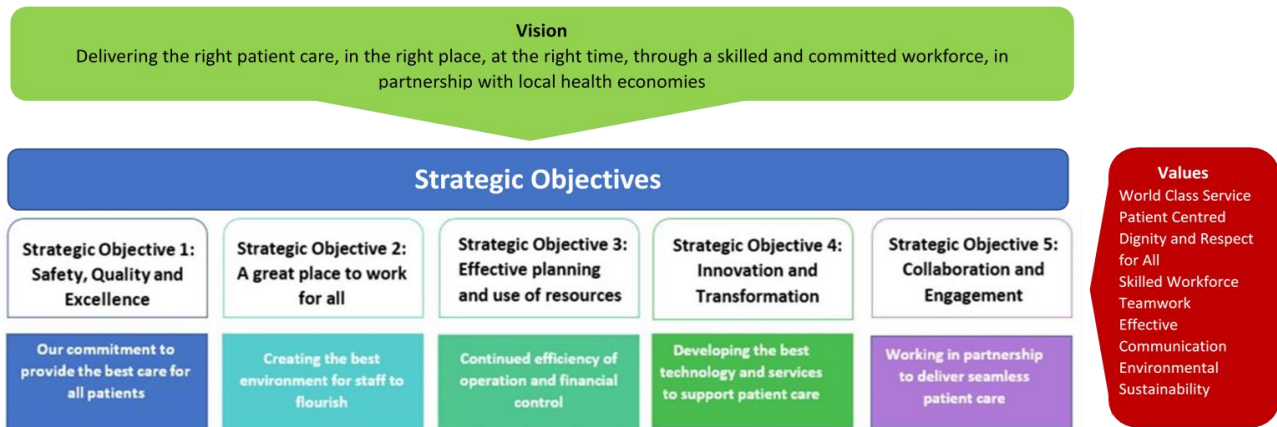 Vision
Delivering the right patient care, in the right place, at the right time, through a skilled and committed workforce, in
partnership with local health economies
Strategic Objectives
Strategic Objective 1:
Safety, Quality and
Excellence
Our commitment to
provide the best care for
all patients
Strategic Objective 2:
A great place to work
for all
Creating the best
environment for staff to
flourish
Strategic Objective 3:
Effective planning
and use of resources
Continued efficiency of
operation and financial
control
Strategic Objective 4:
Innovation and
Transformation
Developing the best
technology and services
to support patient care
Strategic Objective 5:
Collaboration and
Engagement
Working in partnership
to deliver seamless
patient care
Values
World Class Service
Patient Centred
Dignity and Respect
for All
Skilled Workforce
Teamwork
Effective
Communication
Environmental
Sustainability